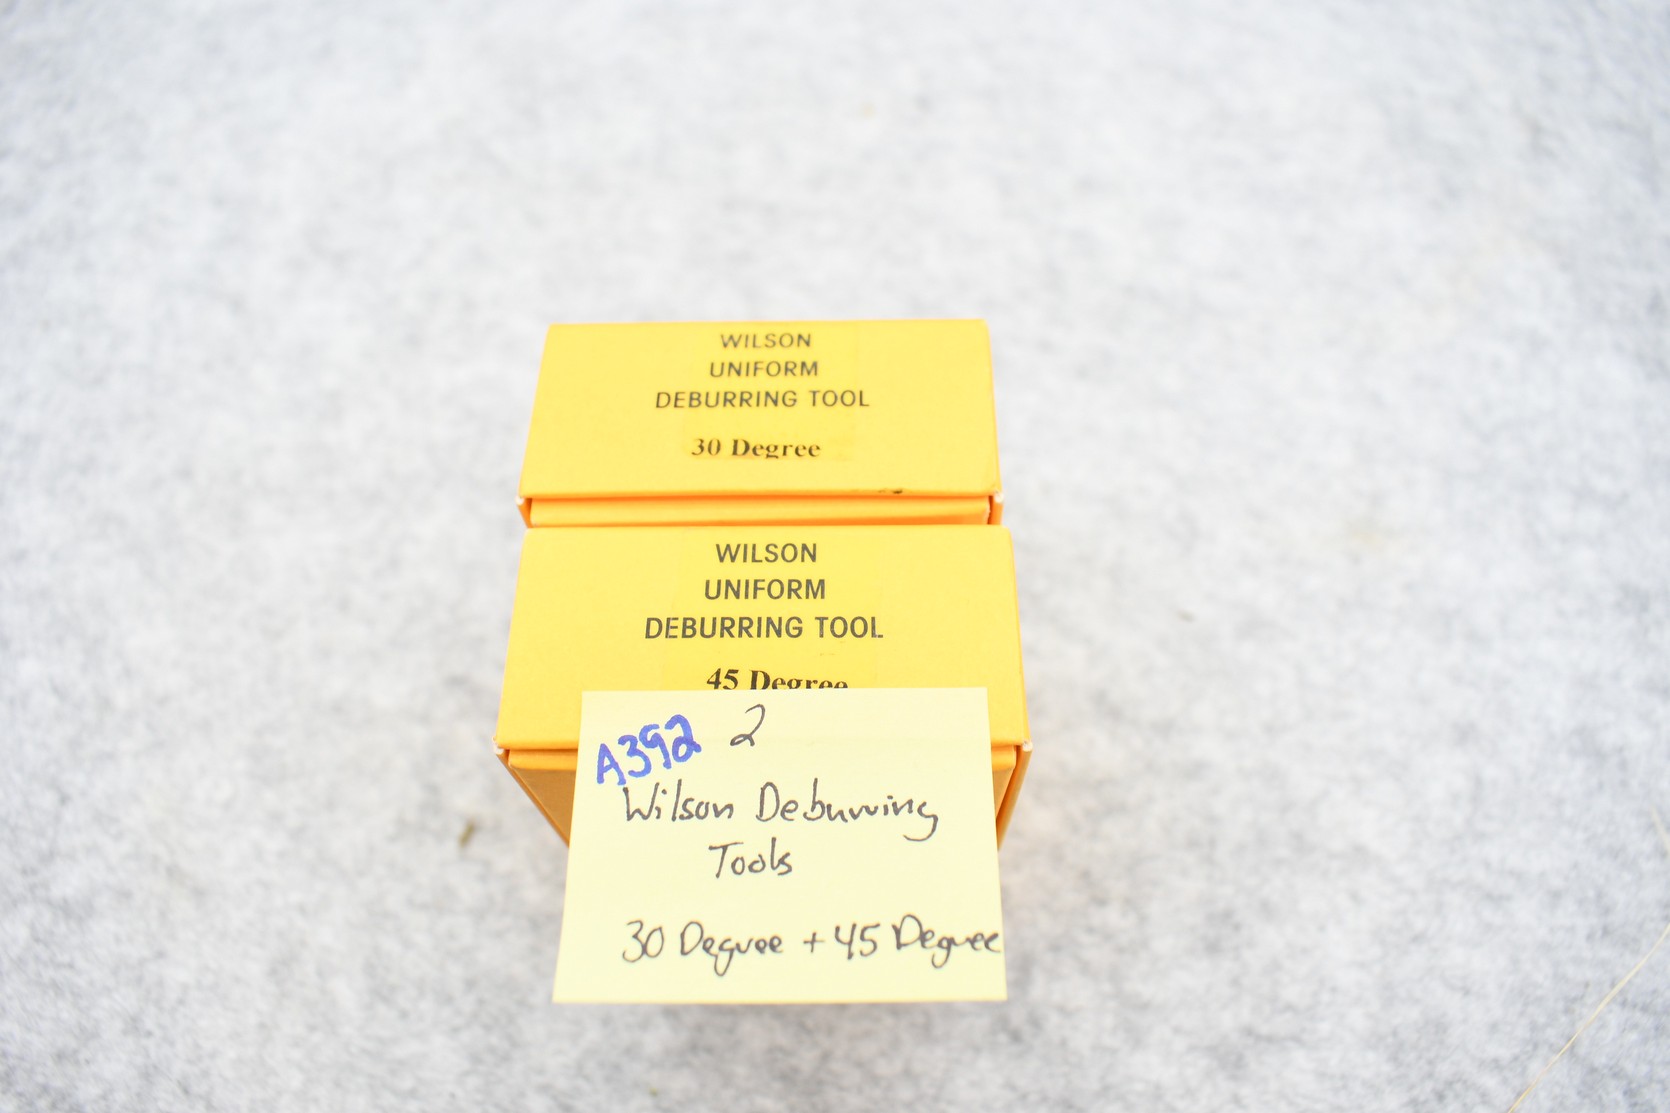 WILSON
UNIFORM
DEBURRING TOOL
30 Degree
WILSON
UNIFORM
DEBURRING TOOL
45 Degree
A392 2
Wilson Deburring
Tools
30 Degree + 45 Degree